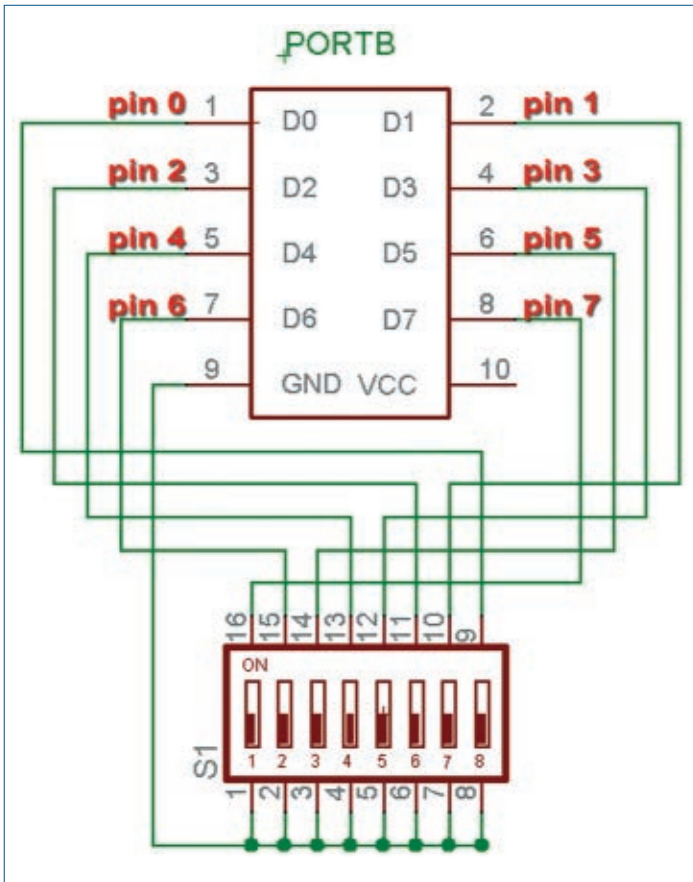 PORTB
pin 0 1 2 pin 1
D0 D1
pin 2 3 4 pin 3
D2 D3
pin 4 5 6 pin 5
D4 D5
pin 6 7 8 pin 7
D6 D7
9 10
GND VCC
16 15 14 13 12 11 10 9
ON
1 2 3 4 5 6 7 8
S1
1 2 3 4 5 6 7 8